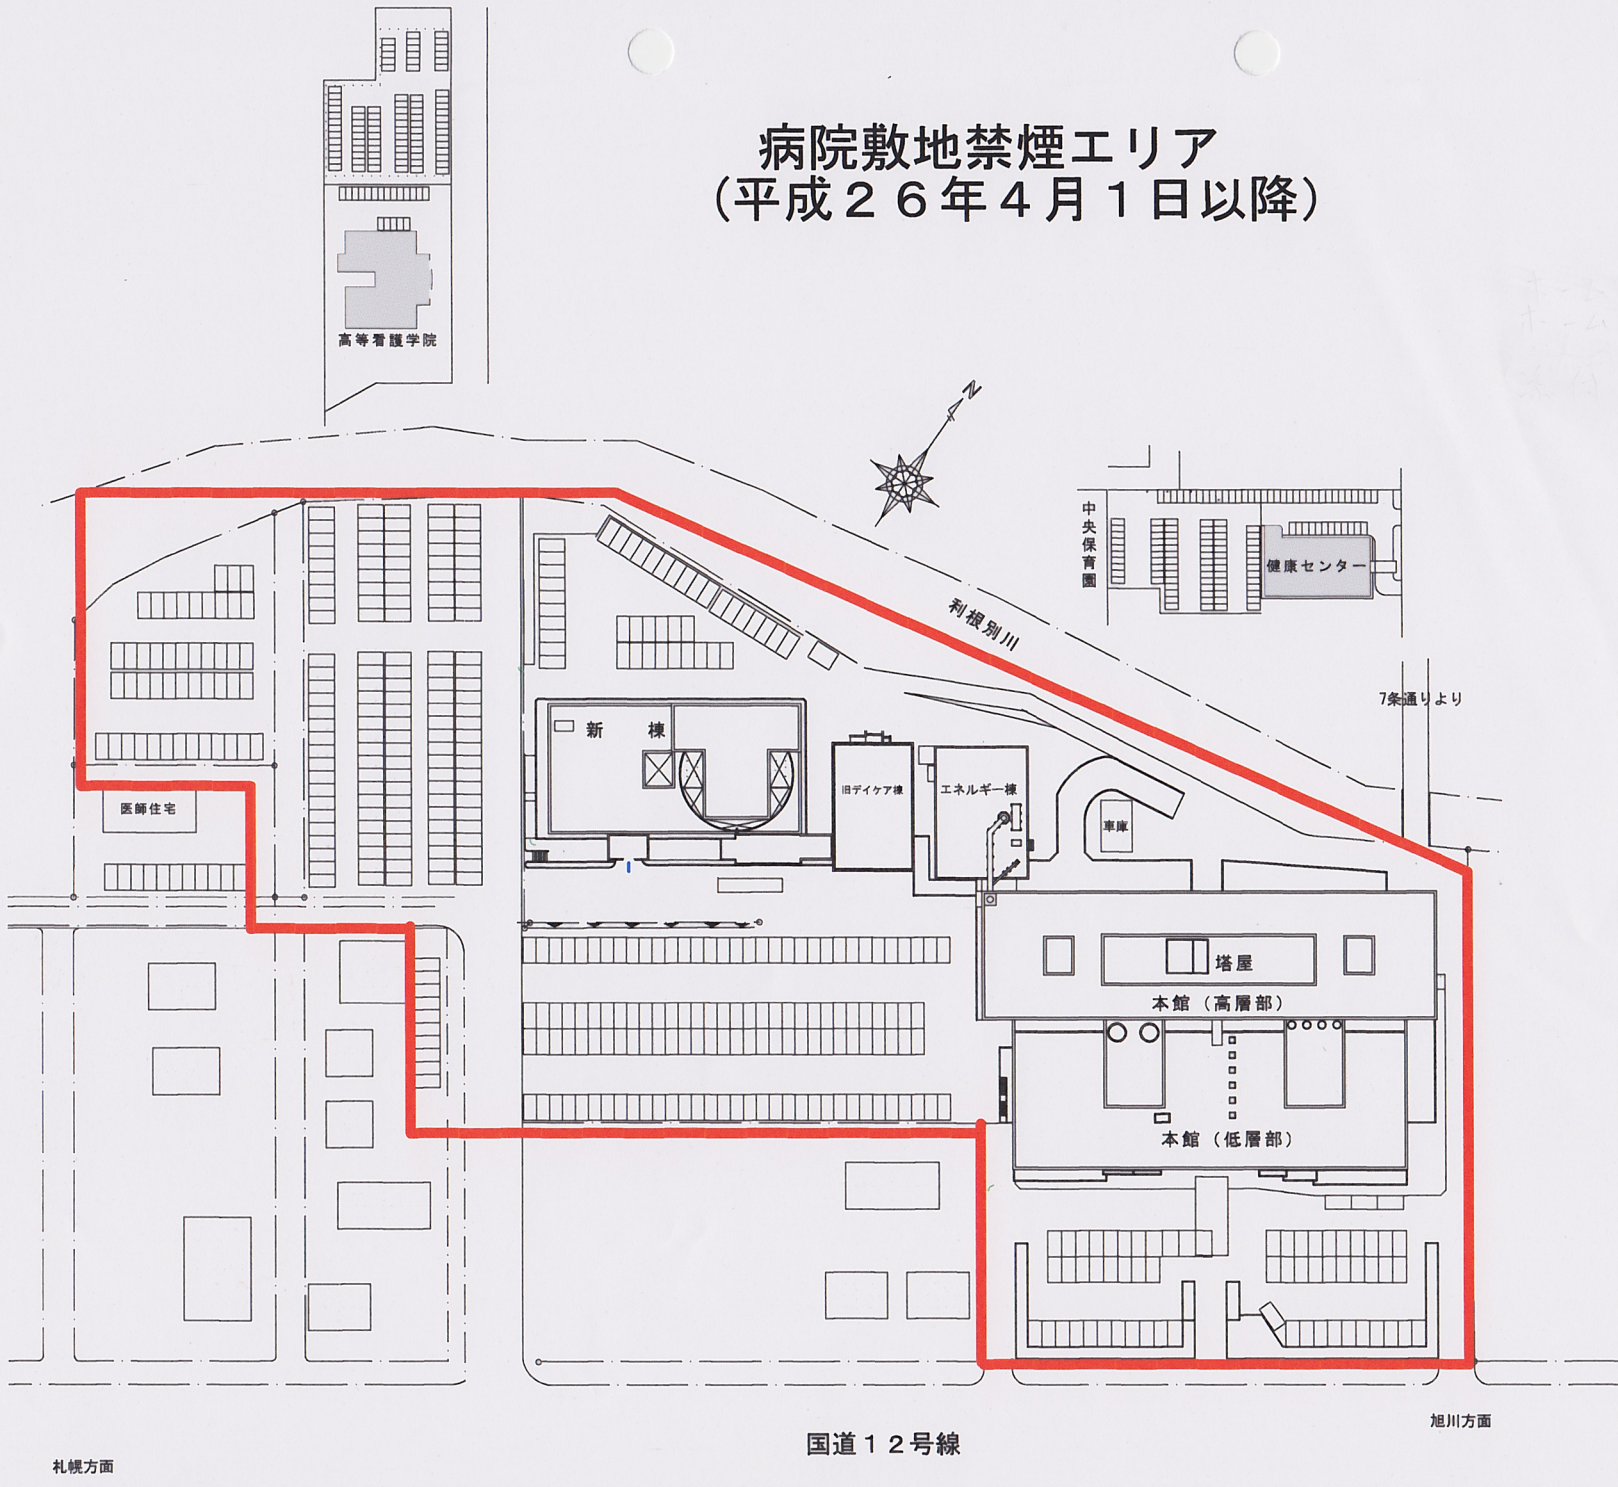 病院敷地禁煙エリア
(平成26年4月1日以降)
高等看護学院
N
中央保育園
健康センター
利根別川
7条通りより
新 棟
旧デイケア棟
エネルギー棟
車庫
医師住宅
塔屋
本館（高層部）
本館（低層部）
旭川方面
国道12号線
札幌方面